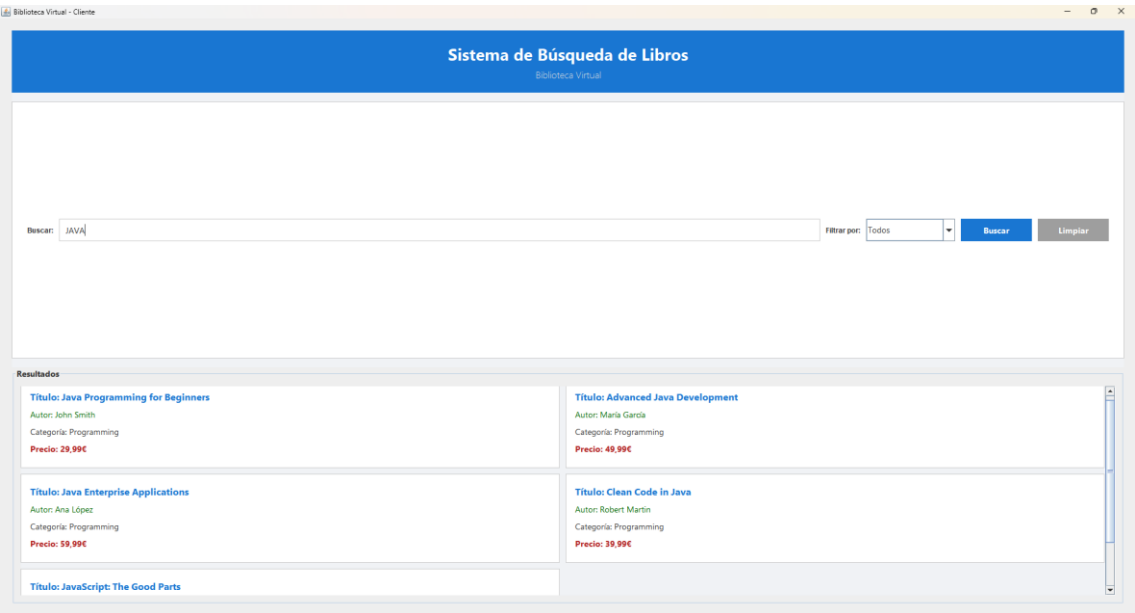 Biblioteca Virtual - Cliente
Sistema de Búsqueda de Libros
Biblioteca Virtual
Buscar: JAVA Filtrar por: Todos Buscar Limpiar
Resultados
Título: Java Programming for Beginners
Autor: John Smith
Categoría: Programming
Precio: 29,99€
Título: Advanced Java Development
Autor: María García
Categoría: Programming
Precio: 49,99€
Título: Java Enterprise Applications
Autor: Ana López
Categoría: Programming
Precio: 59,99€
Título: Clean Code in Java
Autor: Robert Martin
Categoría: Programming
Precio: 39,99€
Título: JavaScript: The Good Parts